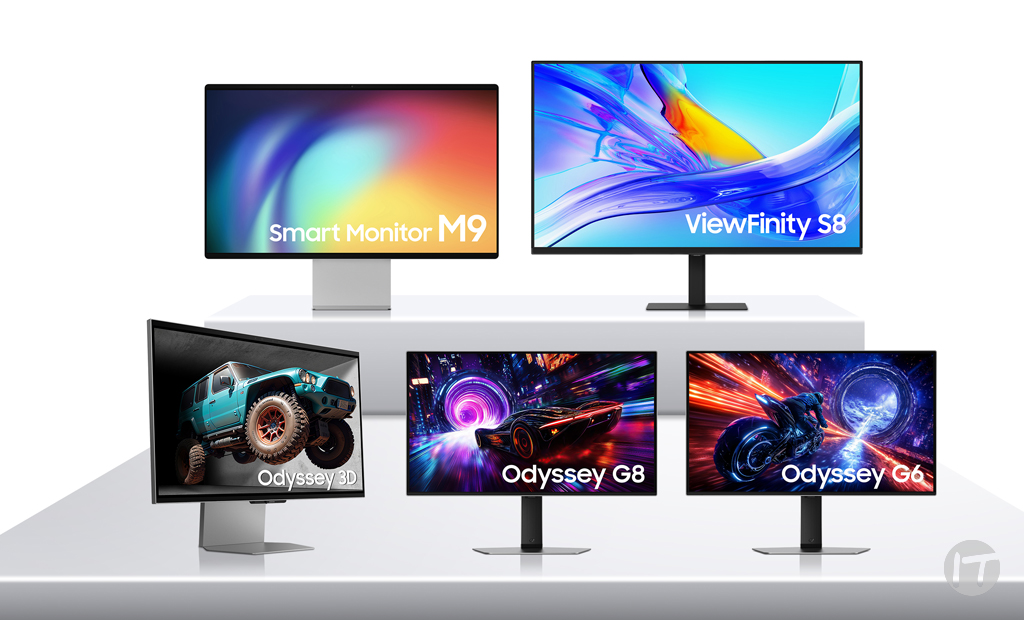 Smart Monitor M9
ViewFinity S8
Odyssey 3D
Odyssey G8
Odyssey G6
IT